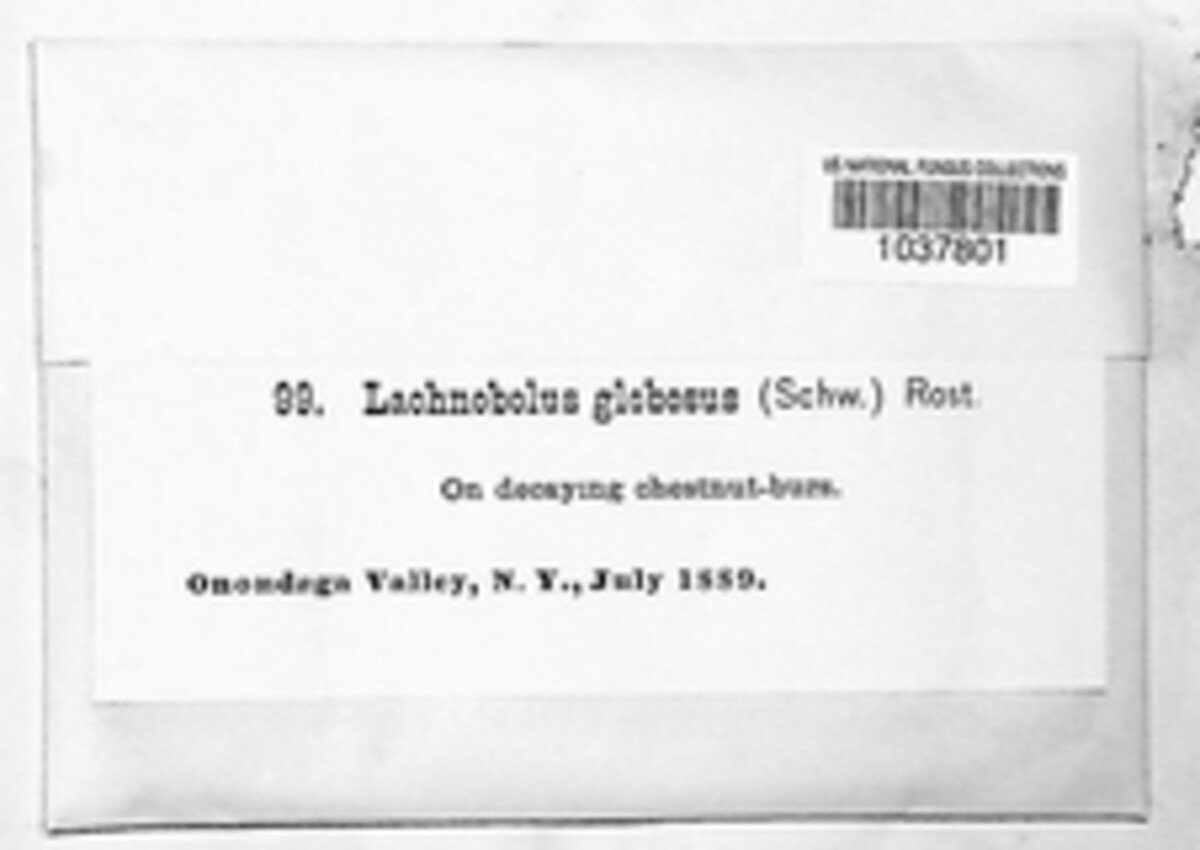 US NATIONAL FUNGUS COLLECTIONS
1037801
99. Lachnobolus globosus (Schw.) Rost.
On decaying chestnut-burs.
Onondaga Valley, N. Y., July 1889.